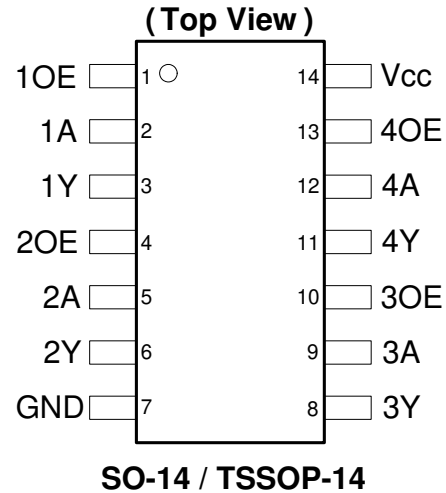 (Top View)
1OE 1 14 Vcc
1A 2 13 4OE
1Y 3 12 4A
2OE 4 11 4Y
2A 5 10 3OE
2Y 6 9 3A
GND 7 8 3Y
SO-14 / TSSOP-14